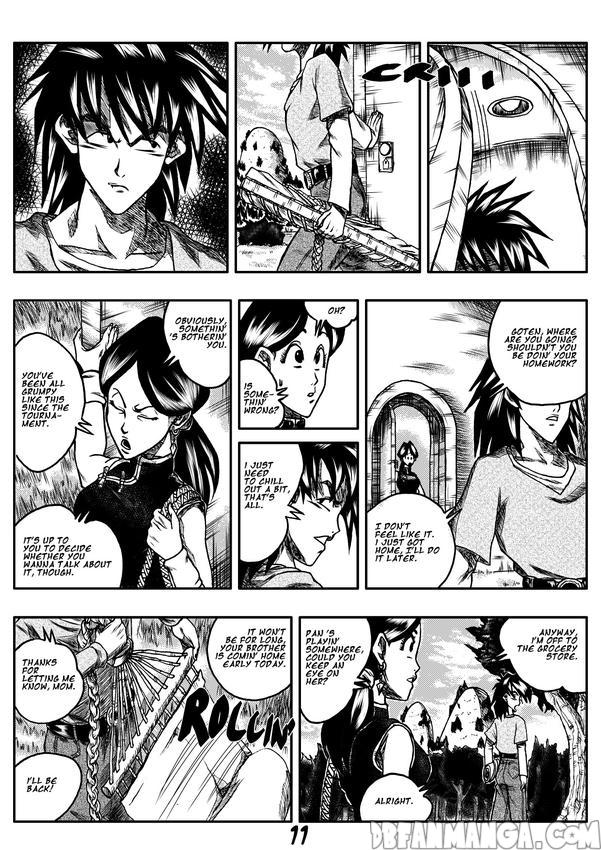 CRIIII
GOTEN, WHERE
ARE YOU GOING?
SHOULDN'T YOU
BE DOIN' YOUR
HOMEWORK?
I DON'T
FEEL LIKE IT.
I JUST GOT
HOME, I'LL DO
IT LATER.
OH?
IS
SOME-
THIN'
WRONG?
I JUST
NEED TO
CHILL OUT
A BIT,
THAT'S
ALL.
OBVIOUSLY,
SOMETHIN
'S BOTHERIN'
YOU.
YOU'VE
BEEN ALL
GRUMPY
LIKE THIS
SINCE THE
TOURNA-
MENT.
IT'S UP TO
YOU TO DECIDE
WHETHER YOU
WANNA TALK ABOUT
IT, THOUGH.
ANYWAY,
I'M OFF TO
THE GROCERY
STORE.
PAN'S
PLAYIN'
SOMEWHERE,
COULD YOU
KEEP AN
EYE ON
HER?
ALRIGHT.
IT WON'T
BE FOR LONG,
YOUR BROTHER
IS COMIN' HOME
EARLY TODAY.
THANKS
FOR
LETTING ME
KNOW, MOM.
ROLLIN
I'LL BE
BACK!
11
DBFANMANGA.COM